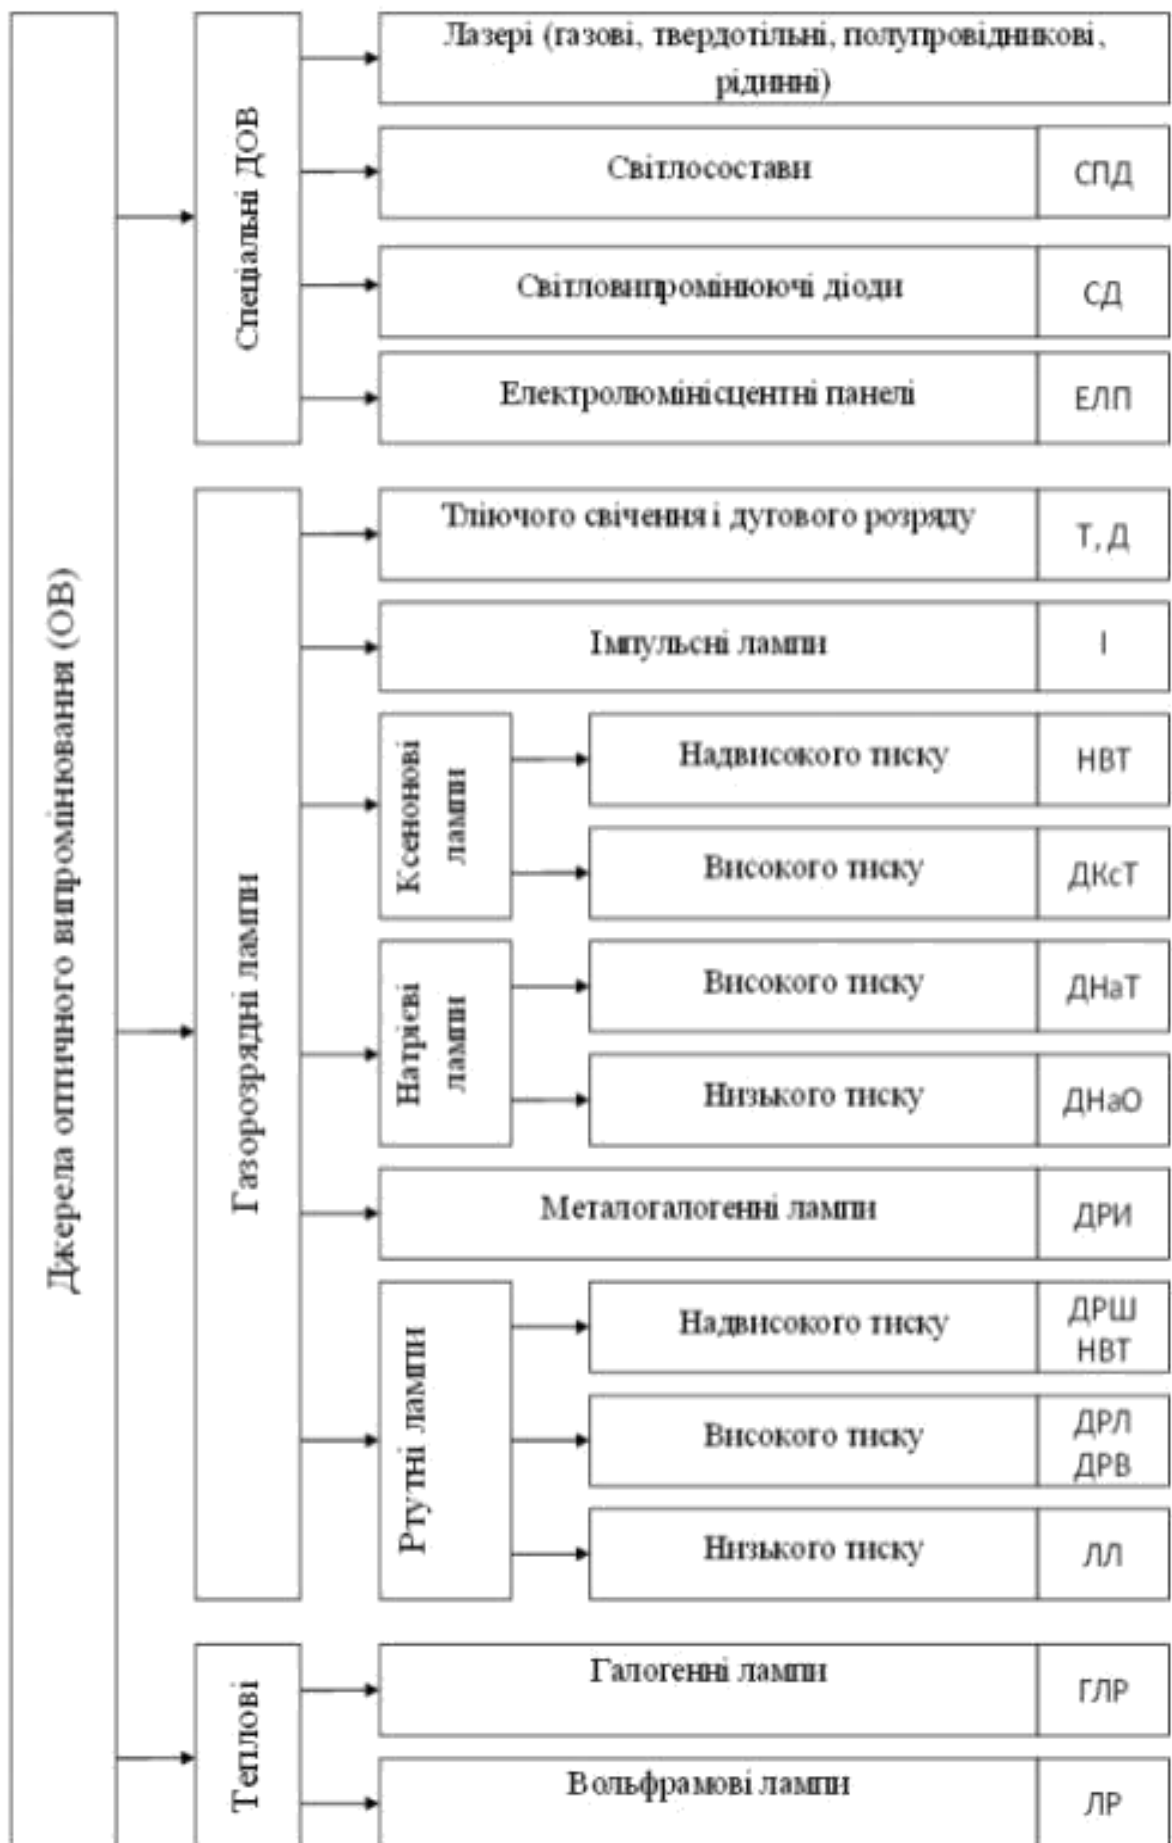 Джерела оптичного випромінювання (ОВ)
Спеціальні ДОВ
Лазері (газові, твердотільні, полупровідникові,
рідинні)
Світлосостави
СПД
Світловипромінюючі діоди
СД
Електролюмінісцентні панелі
ЕЛП
Газорозрядні лампи
Тліючого свічення і дугового розряду
Т, Д
Імпульсні лампи
І
Ксенонові
лампи
Надвисокого тиску
НВТ
Високого тиску
ДКсТ
Натрієві
лампи
Високого тиску
ДНаТ
Низького тиску
ДНаО
Металогалогенні лампи
ДРИ
Ртутні лампи
Надвисокого тиску
ДРШ
НВТ
Високого тиску
ДРЛ
ДРВ
Низького тиску
ЛЛ
Теплові
Галогенні лампи
ГЛР
Вольфрамові лампи
ЛР